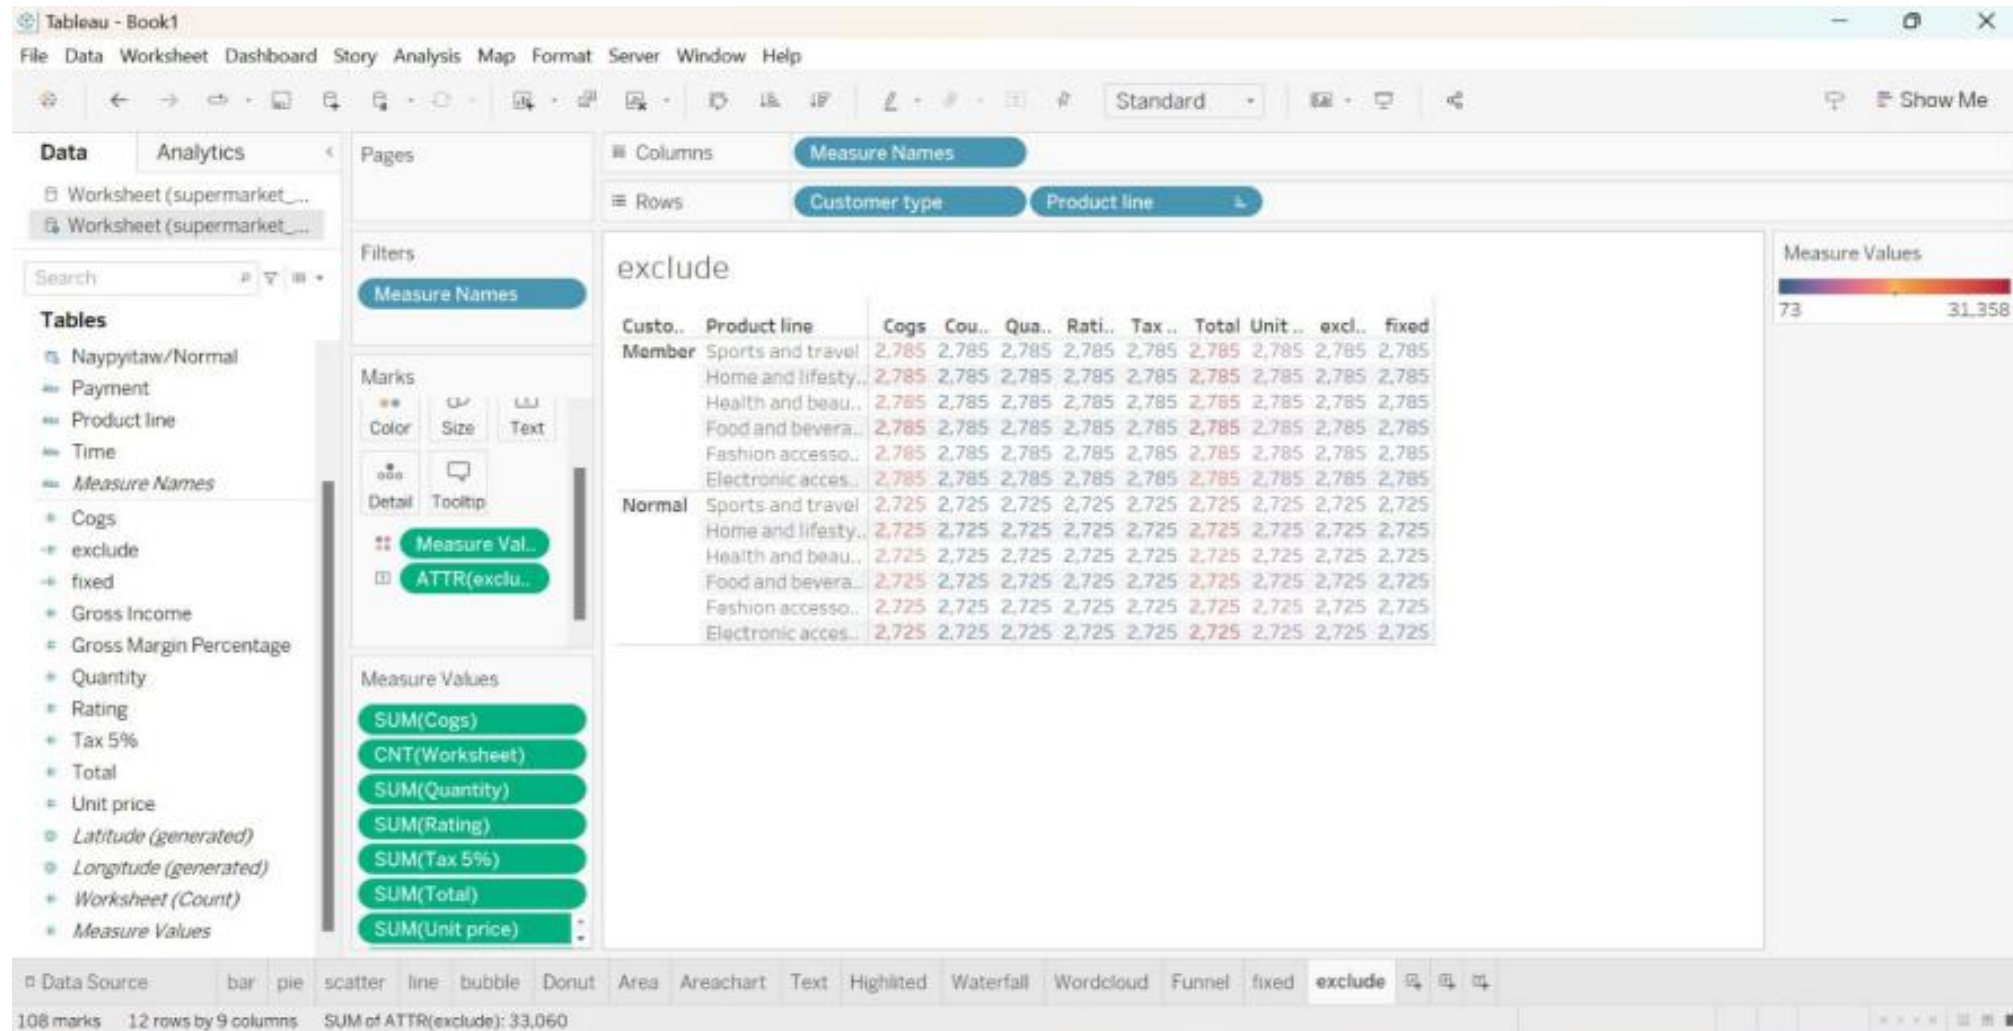 Tableau - Book1
File Data Worksheet Dashboard Story Analysis Map Format Server Window Help
Standard
Show Me
Data Analytics
Worksheet (supermarket_...
Worksheet (supermarket_...
Search
Tables
Naypyitaw/Normal
Payment
Product line
Time
Measure Names
Cogs
exclude
fixed
Gross Income
Gross Margin Percentage
Quantity
Rating
Tax 5%
Total
Unit price
Latitude (generated)
Longitude (generated)
Worksheet (Count)
Measure Values
Pages
Filters
Measure Names
Marks
Color Size Text
Detail Tooltip
Measure Val..
ATTR(exclu..
Measure Values
SUM(Cogs)
CNT(Worksheet)
SUM(Quantity)
SUM(Rating)
SUM(Tax 5%)
SUM(Total)
SUM(Unit price)
Columns Measure Names
Rows Customer type Product line
exclude
Custo.. Product line Cogs Cou.. Qua.. Rati.. Tax .. Total Unit .. excl.. fixed
Member Sports and travel 2,785 2,785 2,785 2,785 2,785 2,785 2,785 2,785 2,785
Home and lifesty.. 2,785 2,785 2,785 2,785 2,785 2,785 2,785 2,785 2,785
Health and beau.. 2,785 2,785 2,785 2,785 2,785 2,785 2,785 2,785 2,785
Food and bevera.. 2,785 2,785 2,785 2,785 2,785 2,785 2,785 2,785 2,785
Fashion accesso.. 2,785 2,785 2,785 2,785 2,785 2,785 2,785 2,785 2,785
Electronic acces.. 2,785 2,785 2,785 2,785 2,785 2,785 2,785 2,785 2,785
Normal Sports and travel 2,725 2,725 2,725 2,725 2,725 2,725 2,725 2,725 2,725
Home and lifesty.. 2,725 2,725 2,725 2,725 2,725 2,725 2,725 2,725 2,725
Health and beau.. 2,725 2,725 2,725 2,725 2,725 2,725 2,725 2,725 2,725
Food and bevera.. 2,725 2,725 2,725 2,725 2,725 2,725 2,725 2,725 2,725
Fashion accesso.. 2,725 2,725 2,725 2,725 2,725 2,725 2,725 2,725 2,725
Electronic acces.. 2,725 2,725 2,725 2,725 2,725 2,725 2,725 2,725 2,725
Measure Values
73 31,358
Data Source bar pie scatter line bubble Donut Area Areachart Text Highlited Waterfall Wordcloud Funnel fixed exclude
108 marks 12 rows by 9 columns SUM of ATTR(exclude): 33,060